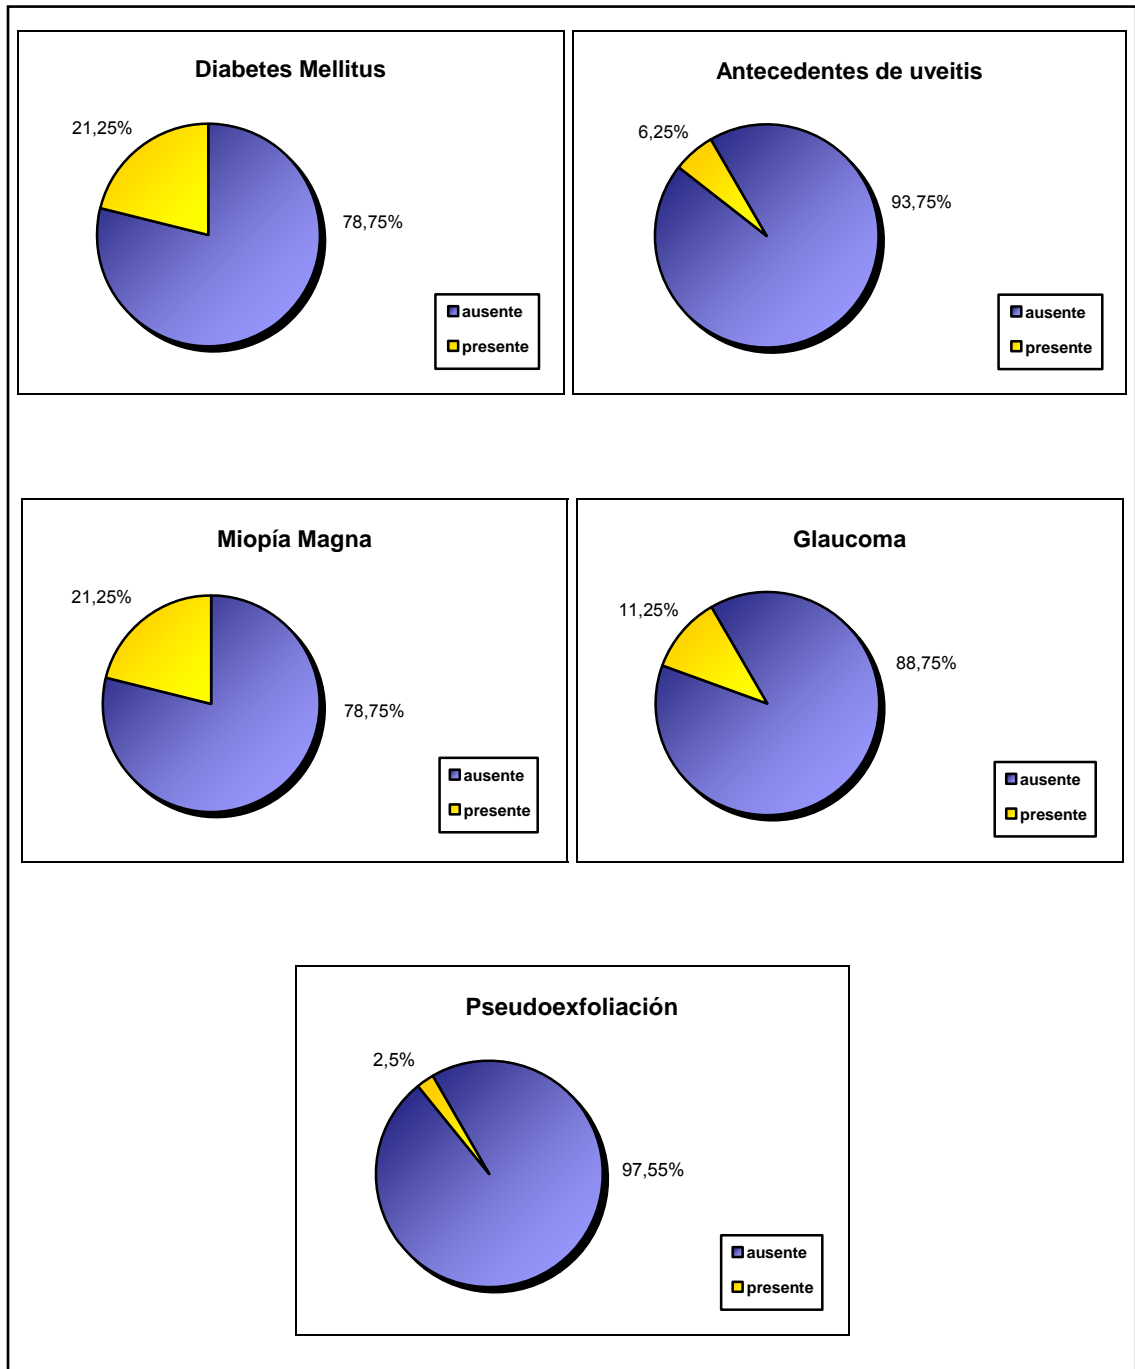 Diabetes Mellitus
21,25%
78,75%
ausente
presente
Antecedentes de uveitis
6,25%
93,75%
ausente
presente
Miopía Magna
21,25%
78,75%
ausente
presente
Glaucoma
11,25%
88,75%
ausente
presente
Pseudoexfoliación
2,5%
97,55%
ausente
presente